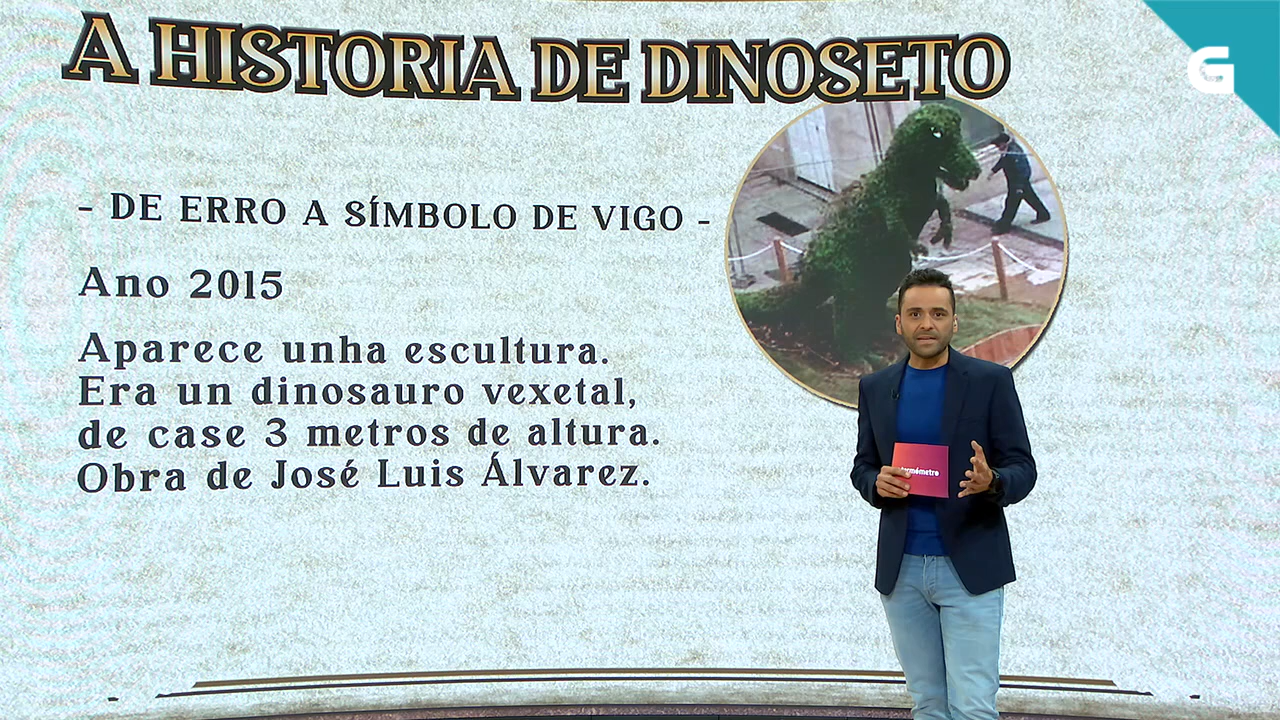 A HISTORIA DE DINOSETO
G
- DE ERRO A SÍMBOLO DE VIGO -
Ano 2015
Aparece unha escultura.
Era un dinosauro vexetal,
de case 3 metros de altura.
Obra de José Luis Álvarez.